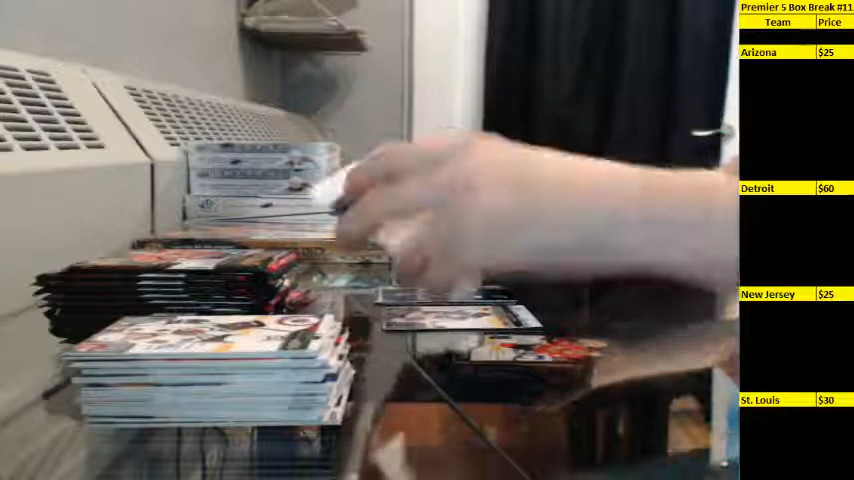 Premier 5 Box Break #11
Team Price
Arizona $25
Detroit $60
New Jersey $25
St. Louis $30